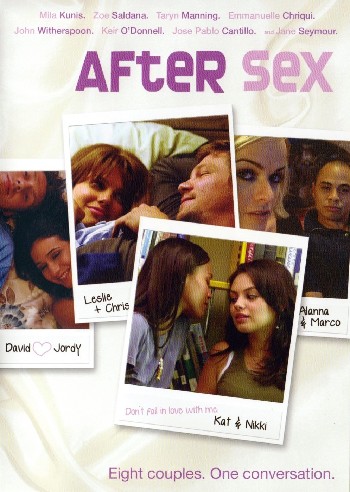 Mila Kunis. Zoe Saldana. Taryn Manning. Emmanuelle Chriqui.
John Witherspoon. Keir O'Donnell. Jose Pablo Cantillo. and Jane Seymour.
AFTER SEX
Leslie
+ Chris
Alanna
& Marco
David ♡ Jordy
Don't fall in love with me
Kat & Nikki
Eight couples. One conversation.